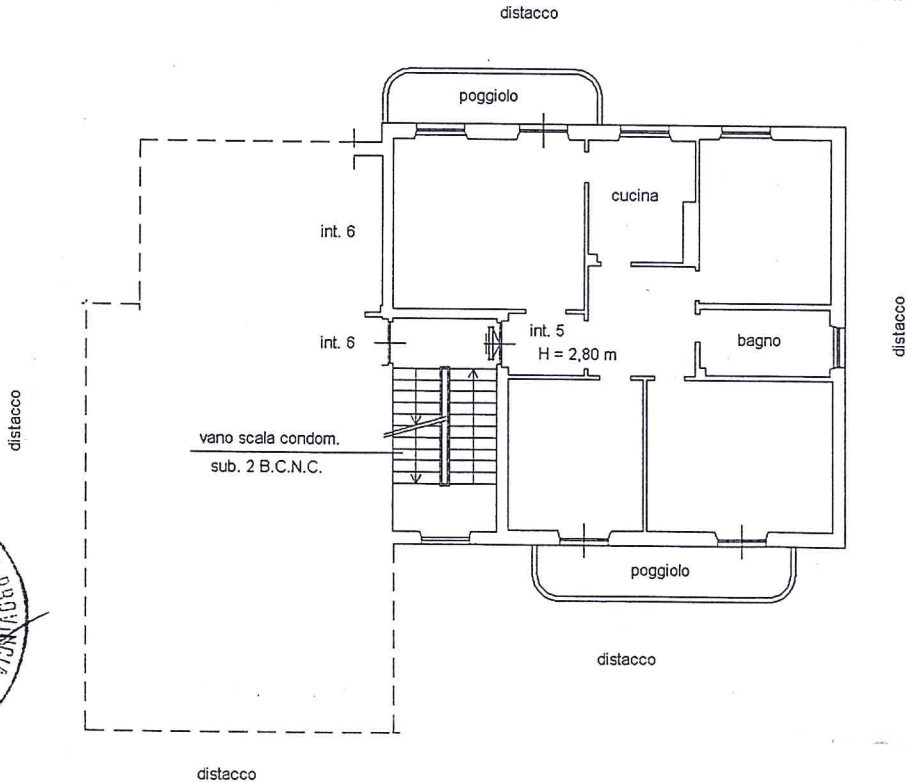 distacco
poggiolo
cucina
int. 6
distacco
int. 6
int. 5
H = 2,80 m
bagno
distacco
vano scala condom.
sub. 2 B.C.N.C.
poggiolo
PROVINCIA
distacco
distacco